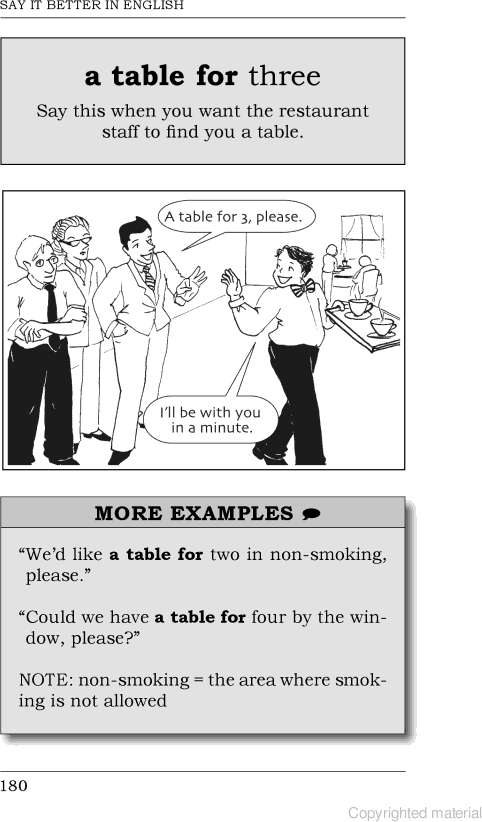 SAY IT BETTER IN ENGLISH
a table for three
Say this when you want the restaurant
staff to find you a table.
A table for 3, please.
I'll be with you
in a minute.
MORE EXAMPLES
“We’d like a table for two in non-smoking,
please.”
“Could we have a table for four by the win-
dow, please?”
NOTE: non-smoking = the area where smok-
ing is not allowed
180
Copyrighted material